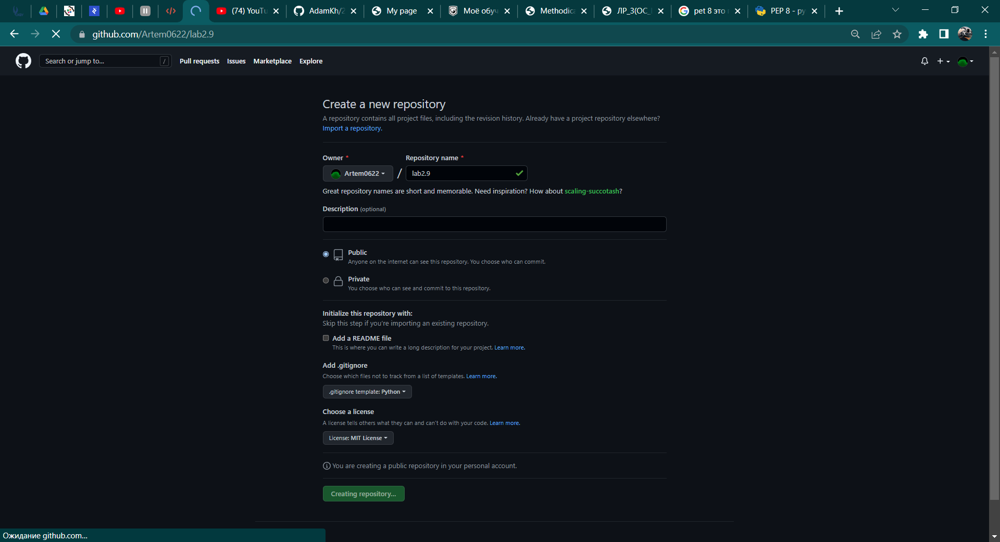 (74) YouTu
AdamKh/2
My page
Моё обуч
Methodica
ЛР_3(ОС_
pet 8 это
PEP 8 - ру
github.com/Artem0622/lab2.9
Search or jump to...
/
Pull requests
Issues
Marketplace
Explore
Create a new repository
A repository contains all project files, including the revision history. Already have a project repository elsewhere?
Import a repository.
Owner *
Repository name *
Artem0622
/
lab2.9
Great repository names are short and memorable. Need inspiration? How about scaling-succotash?
Description (optional)
Public
Anyone on the internet can see this repository. You choose who can commit.
Private
You choose who can see and commit to this repository.
Initialize this repository with:
Skip this step if you're importing an existing repository.
Add a README file
This is where you can write a long description for your project. Learn more.
Add .gitignore
Choose which files not to track from a list of templates. Learn more.
.gitignore template: Python
Choose a license
A license tells others what they can and can't do with your code. Learn more.
License: MIT License
You are creating a public repository in your personal account.
Creating repository...
Ожидание github.com...